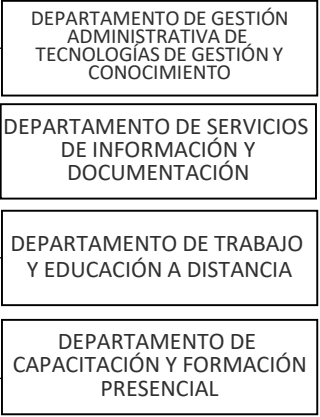 DEPARTAMENTO DE GESTIÓN
ADMINISTRATIVA DE
TECNOLOGÍAS DE GESTIÓN Y
CONOCIMIENTO
DEPARTAMENTO DE SERVICIOS
DE INFORMACIÓN Y
DOCUMENTACIÓN
DEPARTAMENTO DE TRABAJO
Y EDUCACIÓN A DISTANCIA
DEPARTAMENTO DE
CAPACITACIÓN Y FORMACIÓN
PRESENCIAL